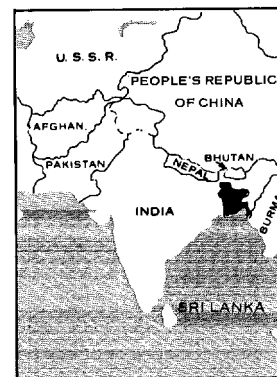 U.S.S.R.
PEOPLE'S REPUBLIC
OF CHINA
AFGHAN.
PAKISTAN
NEPAL
BHUTAN
INDIA
BURMA
SRI LANKA